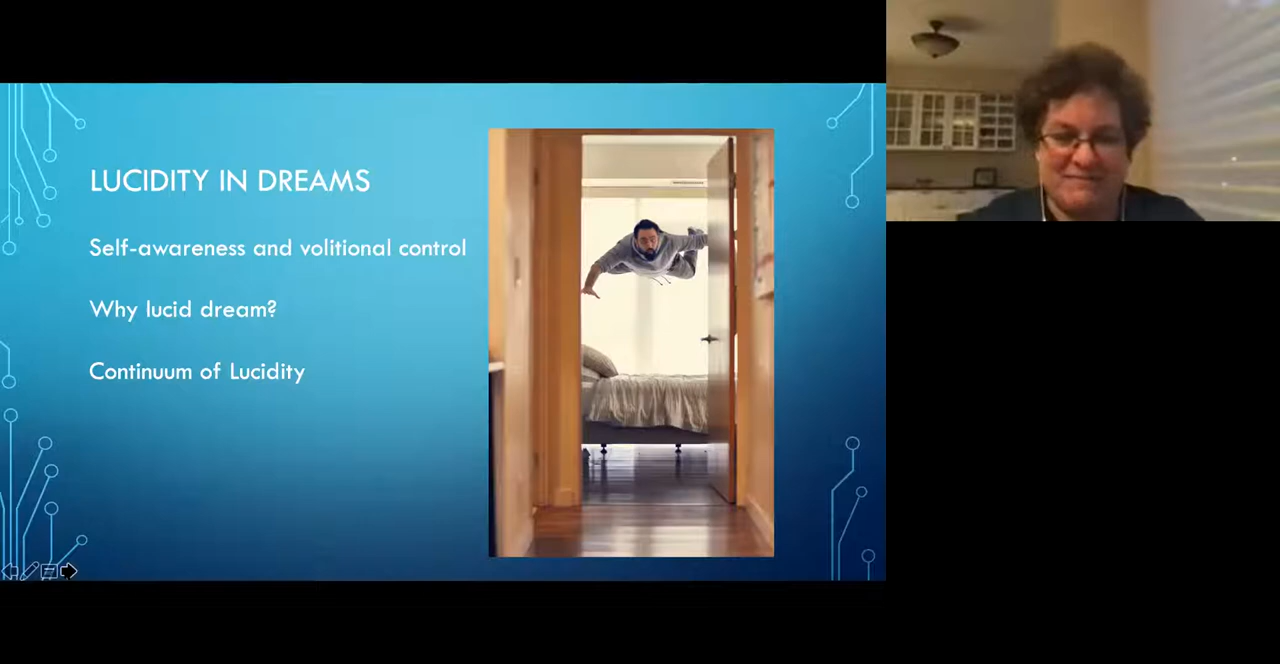 LUCIDITY IN DREAMS
Self-awareness and volitional control
Why lucid dream?
Continuum of Lucidity